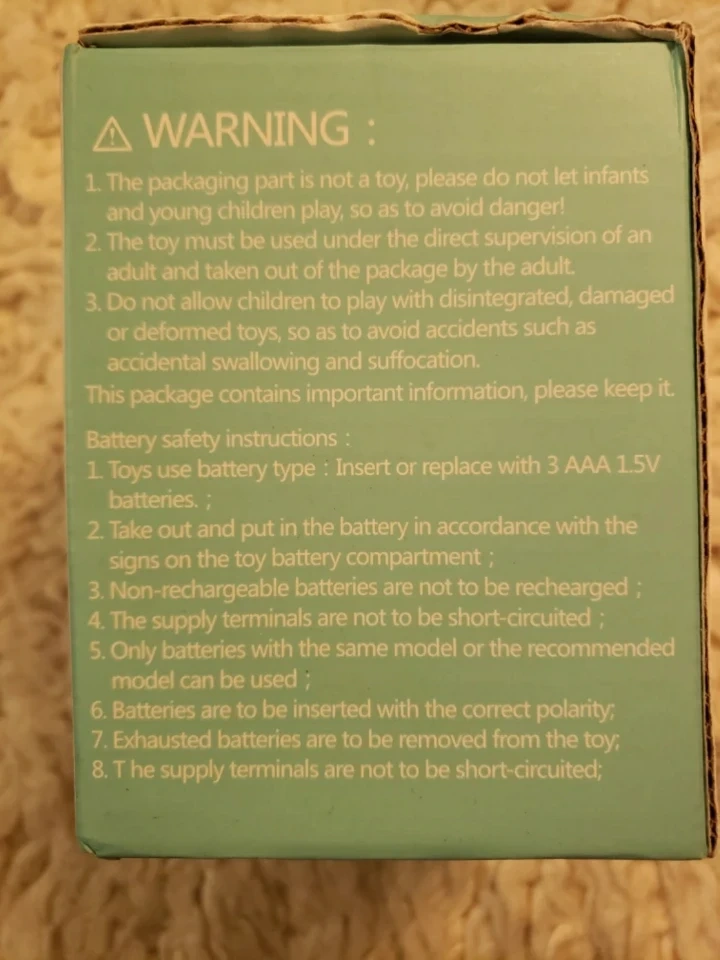 ⚠ WARNING：
1. The packaging part is not a toy, please do not let infants
and young children play, so as to avoid danger!
2. The toy must be used under the direct supervision of an
adult and taken out of the package by the adult.
3. Do not allow children to play with disintegrated, damaged
or deformed toys, so as to avoid accidents such as
accidental swallowing and suffocation.
This package contains important information, please keep it.
Battery safety instructions：
1. Toys use battery type：Insert or replace with 3 AAA 1.5V
batteries.；
2. Take out and put in the battery in accordance with the
signs on the toy battery compartment；
3. Non-rechargeable batteries are not to be rechearged；
4. The supply terminals are not to be short-circuited；
5. Only batteries with the same model or the recommended
model can be used；
6. Batteries are to be inserted with the correct polarity;
7. Exhausted batteries are to be removed from the toy;
8. T he supply terminals are not to be short-circuited;